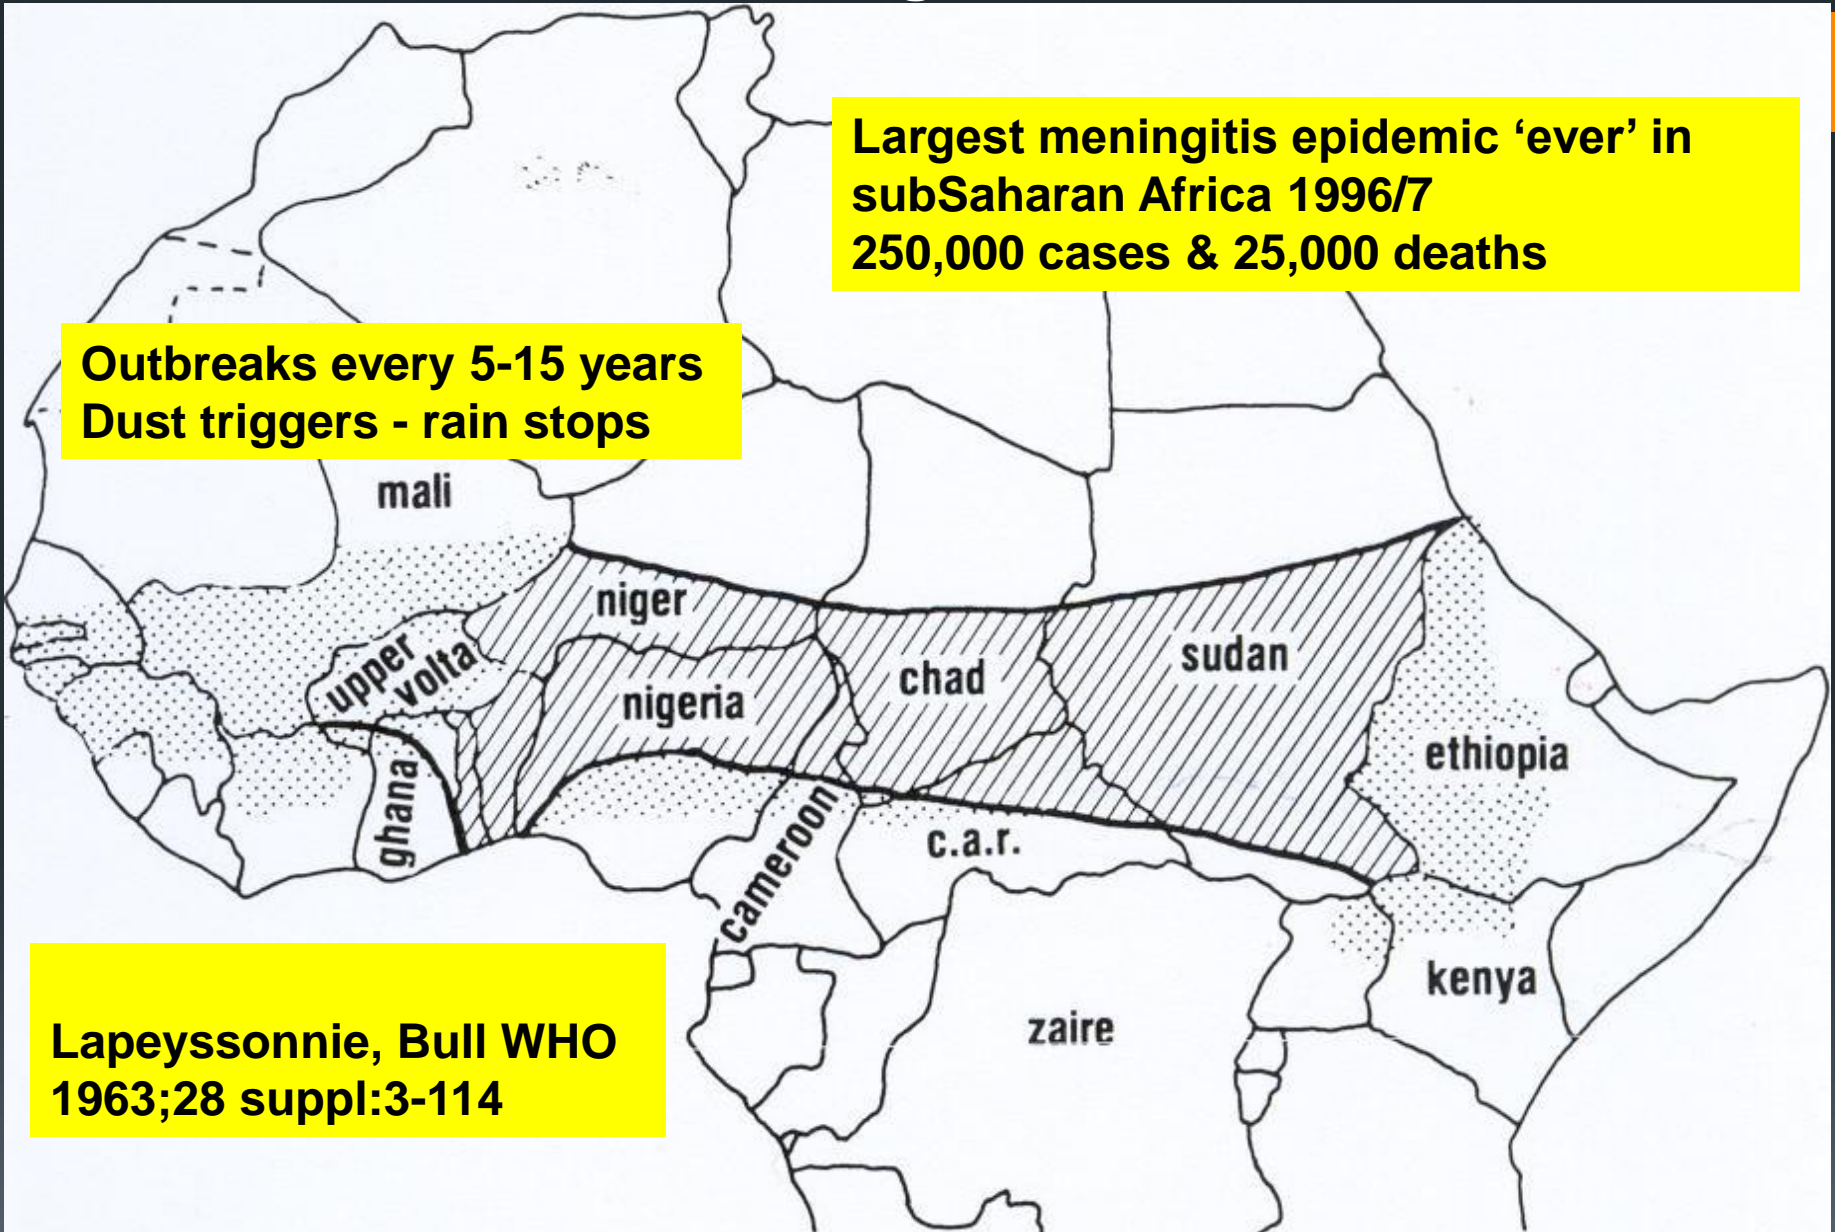 Largest meningitis epidemic ‘ever’ in
subSaharan Africa 1996/7
250,000 cases & 25,000 deaths
Outbreaks every 5-15 years
Dust triggers - rain stops
mali
niger
upper
volta
nigeria
chad
sudan
ethiopia
ghana
cameroon
c.a.r.
kenya
zaire
Lapeyssonnie, Bull WHO
1963;28 suppl:3-114